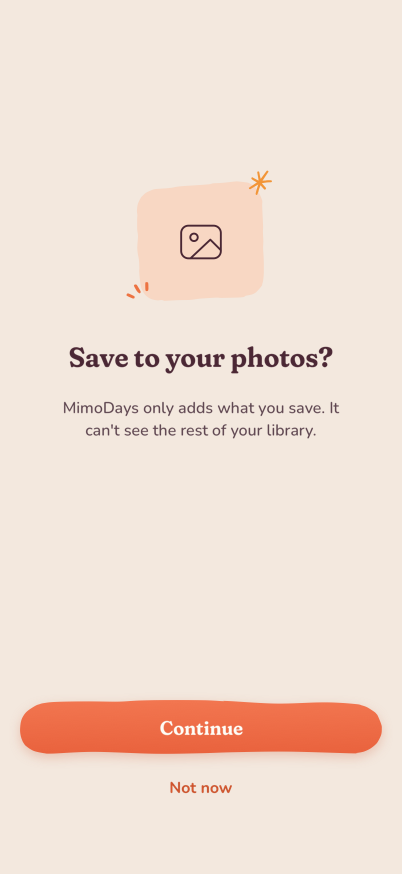 Save to your photos?
MimoDays only adds what you save. It
can't see the rest of your library.
Continue
Not now